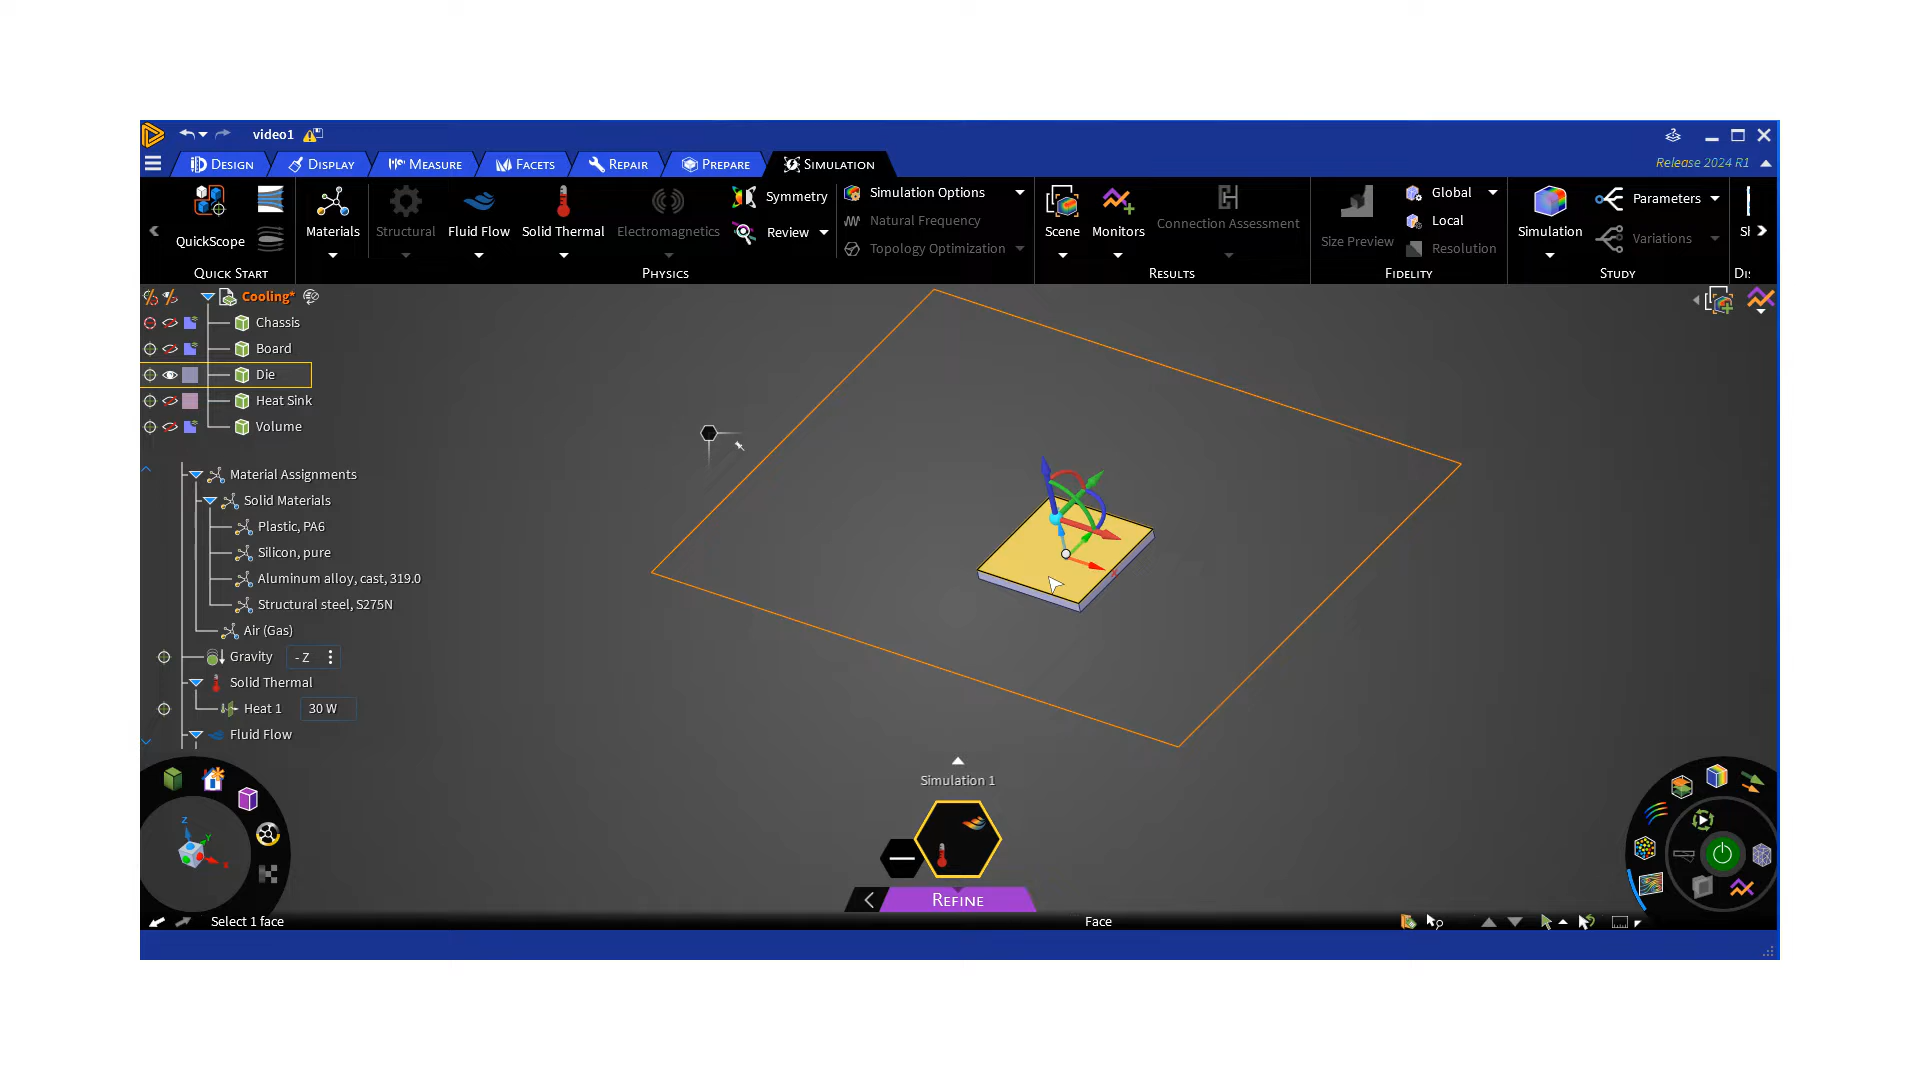 video1
DESIGN DISPLAY MEASURE FACETS REPAIR PREPARE SIMULATION Release 2024 R1
QuickScope
Quick Start
Materials
Structural
Fluid Flow
Solid Thermal
Electromagnetics
Symmetry
Review
Simulation Options
Natural Frequency
Topology Optimization
Physics
Scene
Monitors
Connection Assessment
Results
Size Preview
Global
Local
Resolution
Fidelity
Simulation
Parameters
Variations
Study
Cooling*
Chassis
Board
Die
Heat Sink
Volume
Material Assignments
Solid Materials
Plastic, PA6
Silicon, pure
Aluminum alloy, cast, 319.0
Structural steel, S275N
Air (Gas)
Gravity - Z
Solid Thermal
Heat 1 30 W
Fluid Flow
Simulation 1
Refine
Z
Y
X
Select 1 face Face